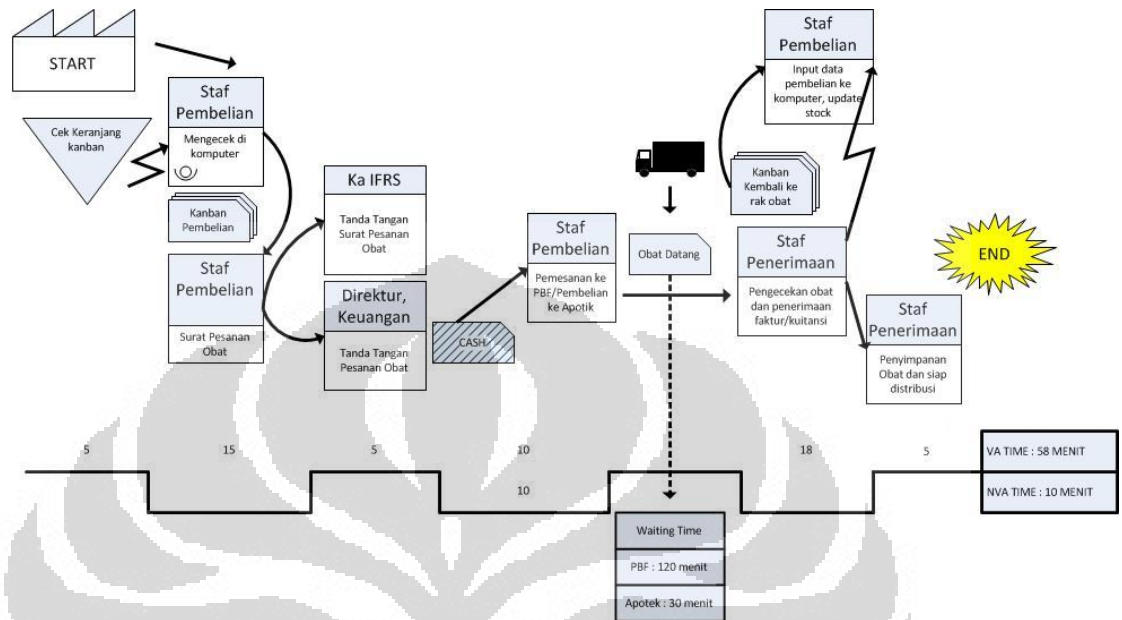 START
Cek Keranjang
kanban
Staf
Pembelian
Mengecek di
komputer
Kanban
Pembelian
Staf
Pembelian
Surat Pesanan
Obat
Ka IFRS
Tanda Tangan
Surat Pesanan
Obat
Direktur,
Keuangan
Tanda Tangan
Pesanan Obat
CASH
Staf
Pembelian
Pemesanan ke
PBF/Pembelian
ke Apotik
Obat Datang
Staf
Pembelian
Input data
pembelian ke
komputer, update
stock
Kanban
Kembali ke
rak obat
Staf
Penerimaan
Pengecekan obat
dan penerimaan
faktur/kuitansi
Staf
Penerimaan
Penyimpanan
Obat dan siap
distribusi
END
5
15
5
10
10
18
5
VA TIME : 58 MENIT
NVA TIME : 10 MENIT
Waiting Time
PBF : 120 menit
Apotek : 30 menit